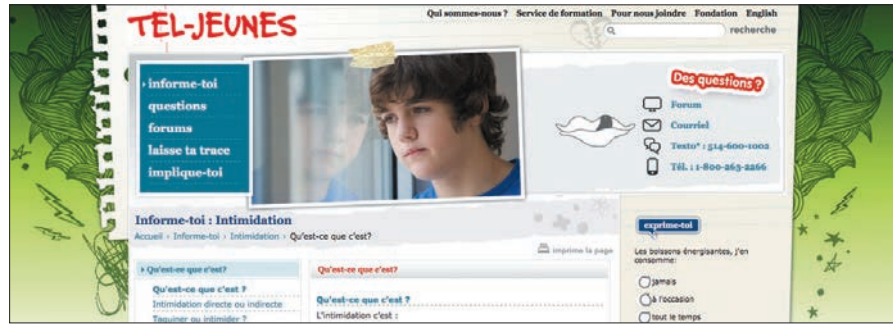 TEL-JEUNES
Qui sommes-nous ? Service de formation Pour nous joindre Fondation English
recherche
informe-toi
questions
forums
laisse ta trace
implique-toi
Des questions ?
Forum
Courriel
Texto* : 514-600-1002
Tél. : 1-800-263-2266
Informe-toi : Intimidation
Accueil › Informe-toi › Intimidation › Qu'est-ce que c'est?
imprime la page
Qu'est-ce que c'est?
Qu'est-ce que c'est ?
Intimidation directe ou indirecte
Taquiner ou intimider ?
Qu'est-ce que c'est?
Qu'est-ce que c'est ?
L'intimidation c'est :
exprime-toi
Les boissons énergisantes, j'en
consomme:
jamais
à l'occasion
tout le temps